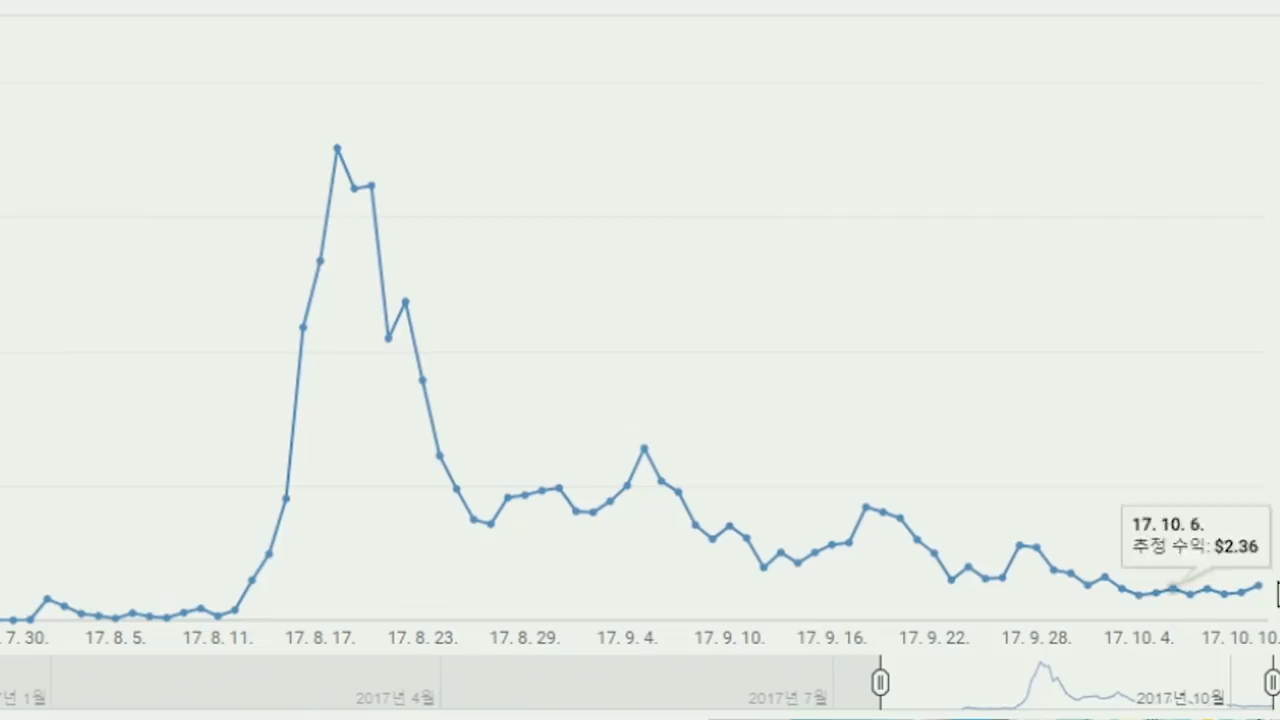 17. 10. 6.
추정 수익: $2.36
7. 30. 17. 8. 5. 17. 8. 11. 17. 8. 17. 17. 8. 23. 17. 8. 29. 17. 9. 4. 17. 9. 10. 17. 9. 16. 17. 9. 22. 17. 9. 28. 17. 10. 4. 17. 10. 10.
년 1월 2017년 4월 2017년 7월 2017년 10월